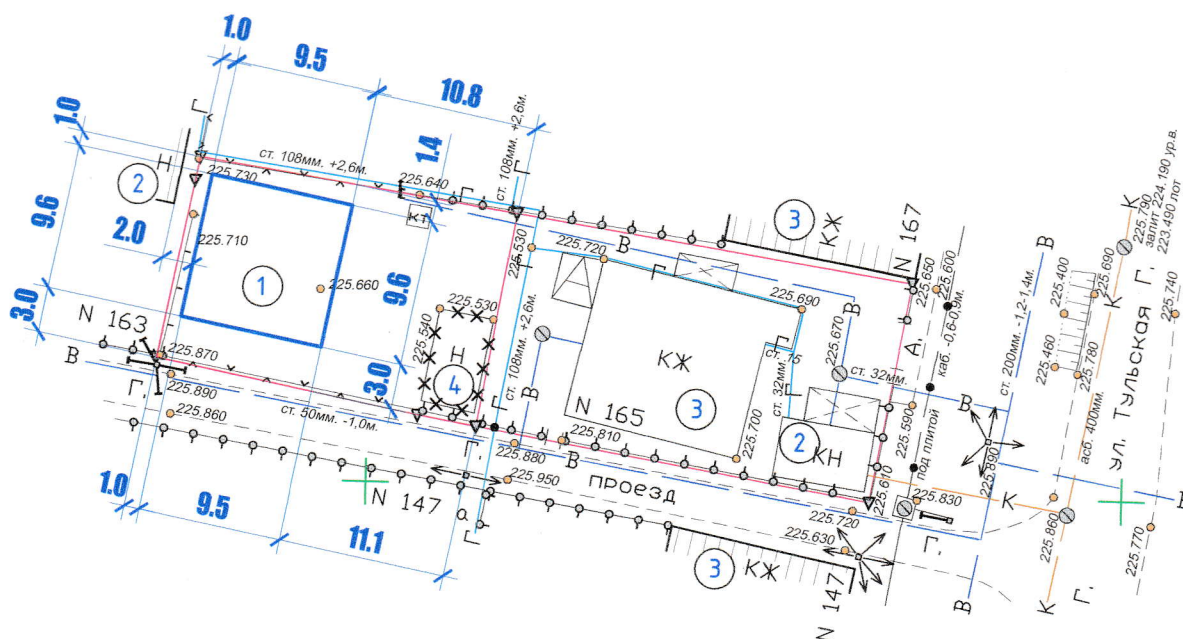 1.0
9.5
10.8
1.0
9.6
2.0
3.0
1.4
9.6
3.0
1.0
9.5
11.1
Г
ст. 108мм. +2,6м.
ст. 108мм. +2,6м.
Г
Н
2
225.730
225.640
Г
КТ
225.710
1
225.660
225.530
225.720
В
Г
3
КЖ
N 167
225.530
225.540
Н
4
ст. 108мм +2,6м.
В
225.690
В
225.670
Г
ст. 15
ст. 32мм.
Г
ст. 32мм.
КЖ
N 165
3
225.700
2
КН
225.650
225.600
А.
каб. -0.6-0.9м.
225.590
под плитой
225.610
В
ст. 200мм. -1,2-1,4м.
225.400
225.460
225.690
225.780
К
К
225.790
залит 224.190 ур.в.
223.490 лот
225.740
ул. Тульская Г.
асб. 400мм.
N 163
В
225.870
Г.
225.890
225.860
ст. 50мм. -1,0м.
Г
Г.
225.880
225.810
В
225.950
проезд
N 147 а
Г
225.720
225.830
Г.
К
225.890
В
225.860
225.770
В
225.630
3
КЖ
N 147
В
К
Г.